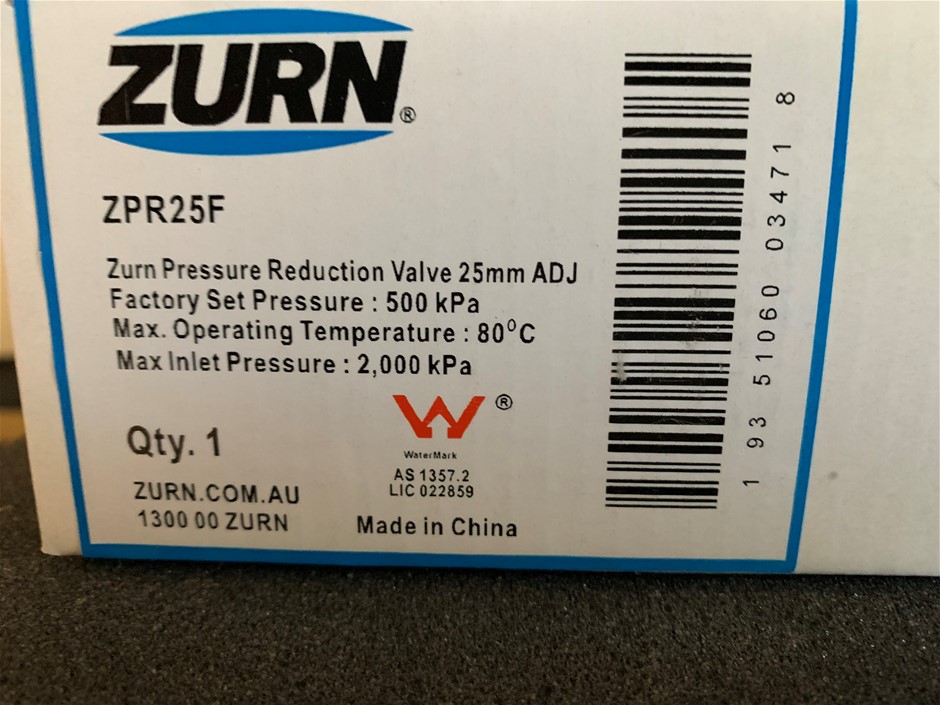 ZURN®
ZPR25F
Zurn Pressure Reduction Valve 25mm ADJ
Factory Set Pressure : 500 kPa
Max. Operating Temperature : 80°C
Max Inlet Pressure : 2,000 kPa
Qty. 1
ZURN.COM.AU
1300 00 ZURN
®
WaterMark
AS 1357.2
LIC 022859
Made in China
1 93 51060 03471 8